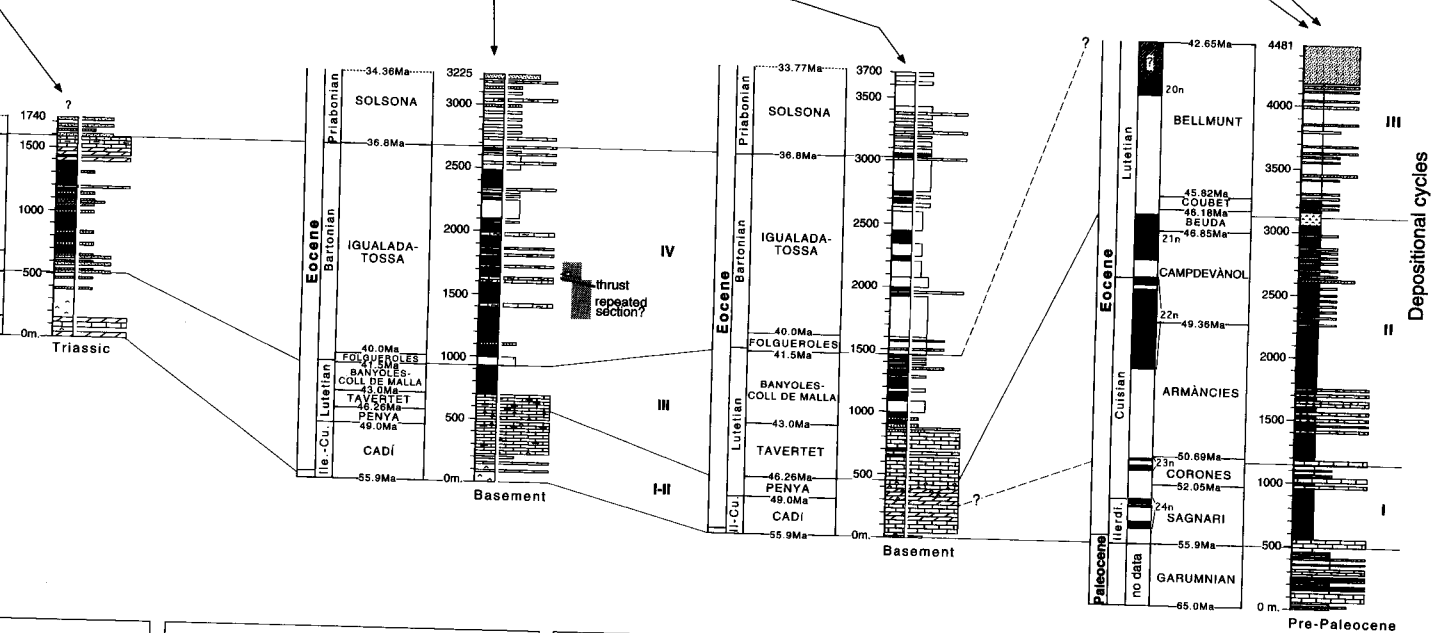 ?
1740
1500
1000
500
0m.
Triassic
Eocene
Priabonian
Bartonian
Lutetian
Ile.-Cu.
34.36Ma
SOLSONA
36.8Ma
IGUALADA-
TOSSA
40.0Ma
FOLGUEROLES
41.5Ma
BANYOLES-
COLL DE MALLA
43.0Ma
TAVERTET
46.26Ma
PENYA
49.0Ma
CADÍ
55.9Ma
3225
3000
2500
2000
1500
1000
500
0m.
Basement
thrust
repeated
section?
IV
III
I-II
Eocene
Priabonian
Bartonian
Lutetian
Il-Cu.
33.77Ma
SOLSONA
36.8Ma
IGUALADA-
TOSSA
40.0Ma
FOLGUEROLES
41.5Ma
BANYOLES-
COLL DE MALLA
43.0Ma
TAVERTET
46.26Ma
PENYA
49.0Ma
CADÍ
55.9Ma
3700
3500
3000
2500
2000
1500
1000
500
0m.
Basement
?
?
Eocene
Paleocene
Lutetian
Cuisian
Ilerdi.
no data
?
20n
21n
22n
23n
24n
42.65Ma
BELLMUNT
45.82Ma
COUBET
46.18Ma
BEUDA
46.85Ma
CAMPDEVÀNOL
49.36Ma
ARMÀNCIES
50.69Ma
CORONES
52.05Ma
SAGNARI
55.9Ma
GARUMNIAN
65.0Ma
4481
4000
3500
3000
2500
2000
1500
1000
500
0 m.
Pre-Paleocene
III
II
I
Depositional cycles